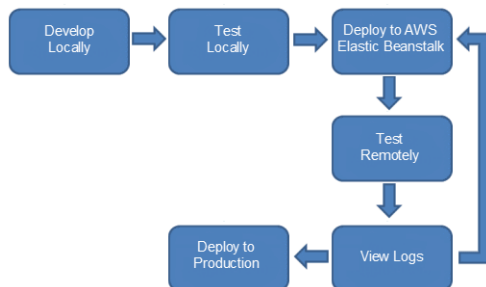 Develop
Locally
Test
Locally
Deploy to AWS
Elastic Beanstalk
Test
Remotely
View Logs
Deploy to
Production